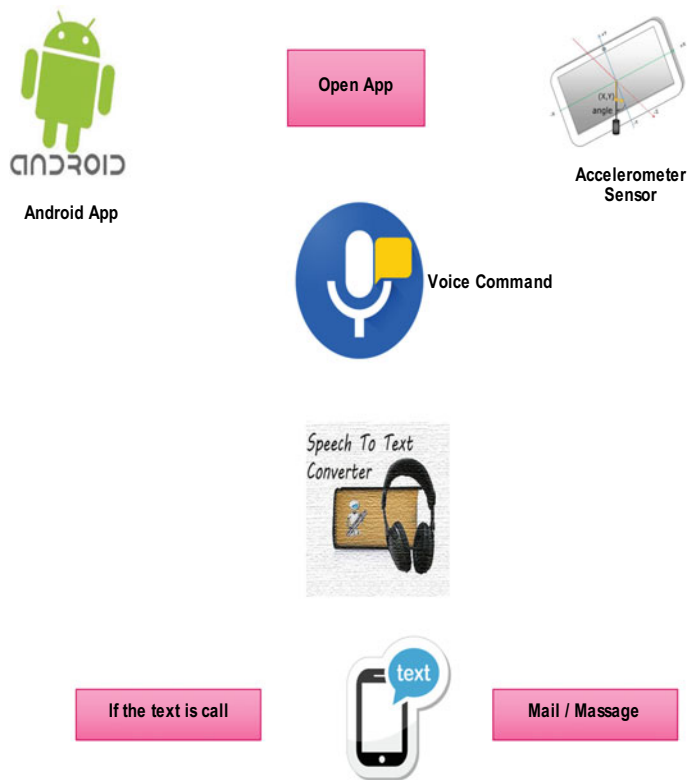 Open App
(X,Y)
angle
ANDROID
Accelerometer
Sensor
Android App
Voice Command
Speech To Text
Converter
text
If the text is call
Mail / Massage